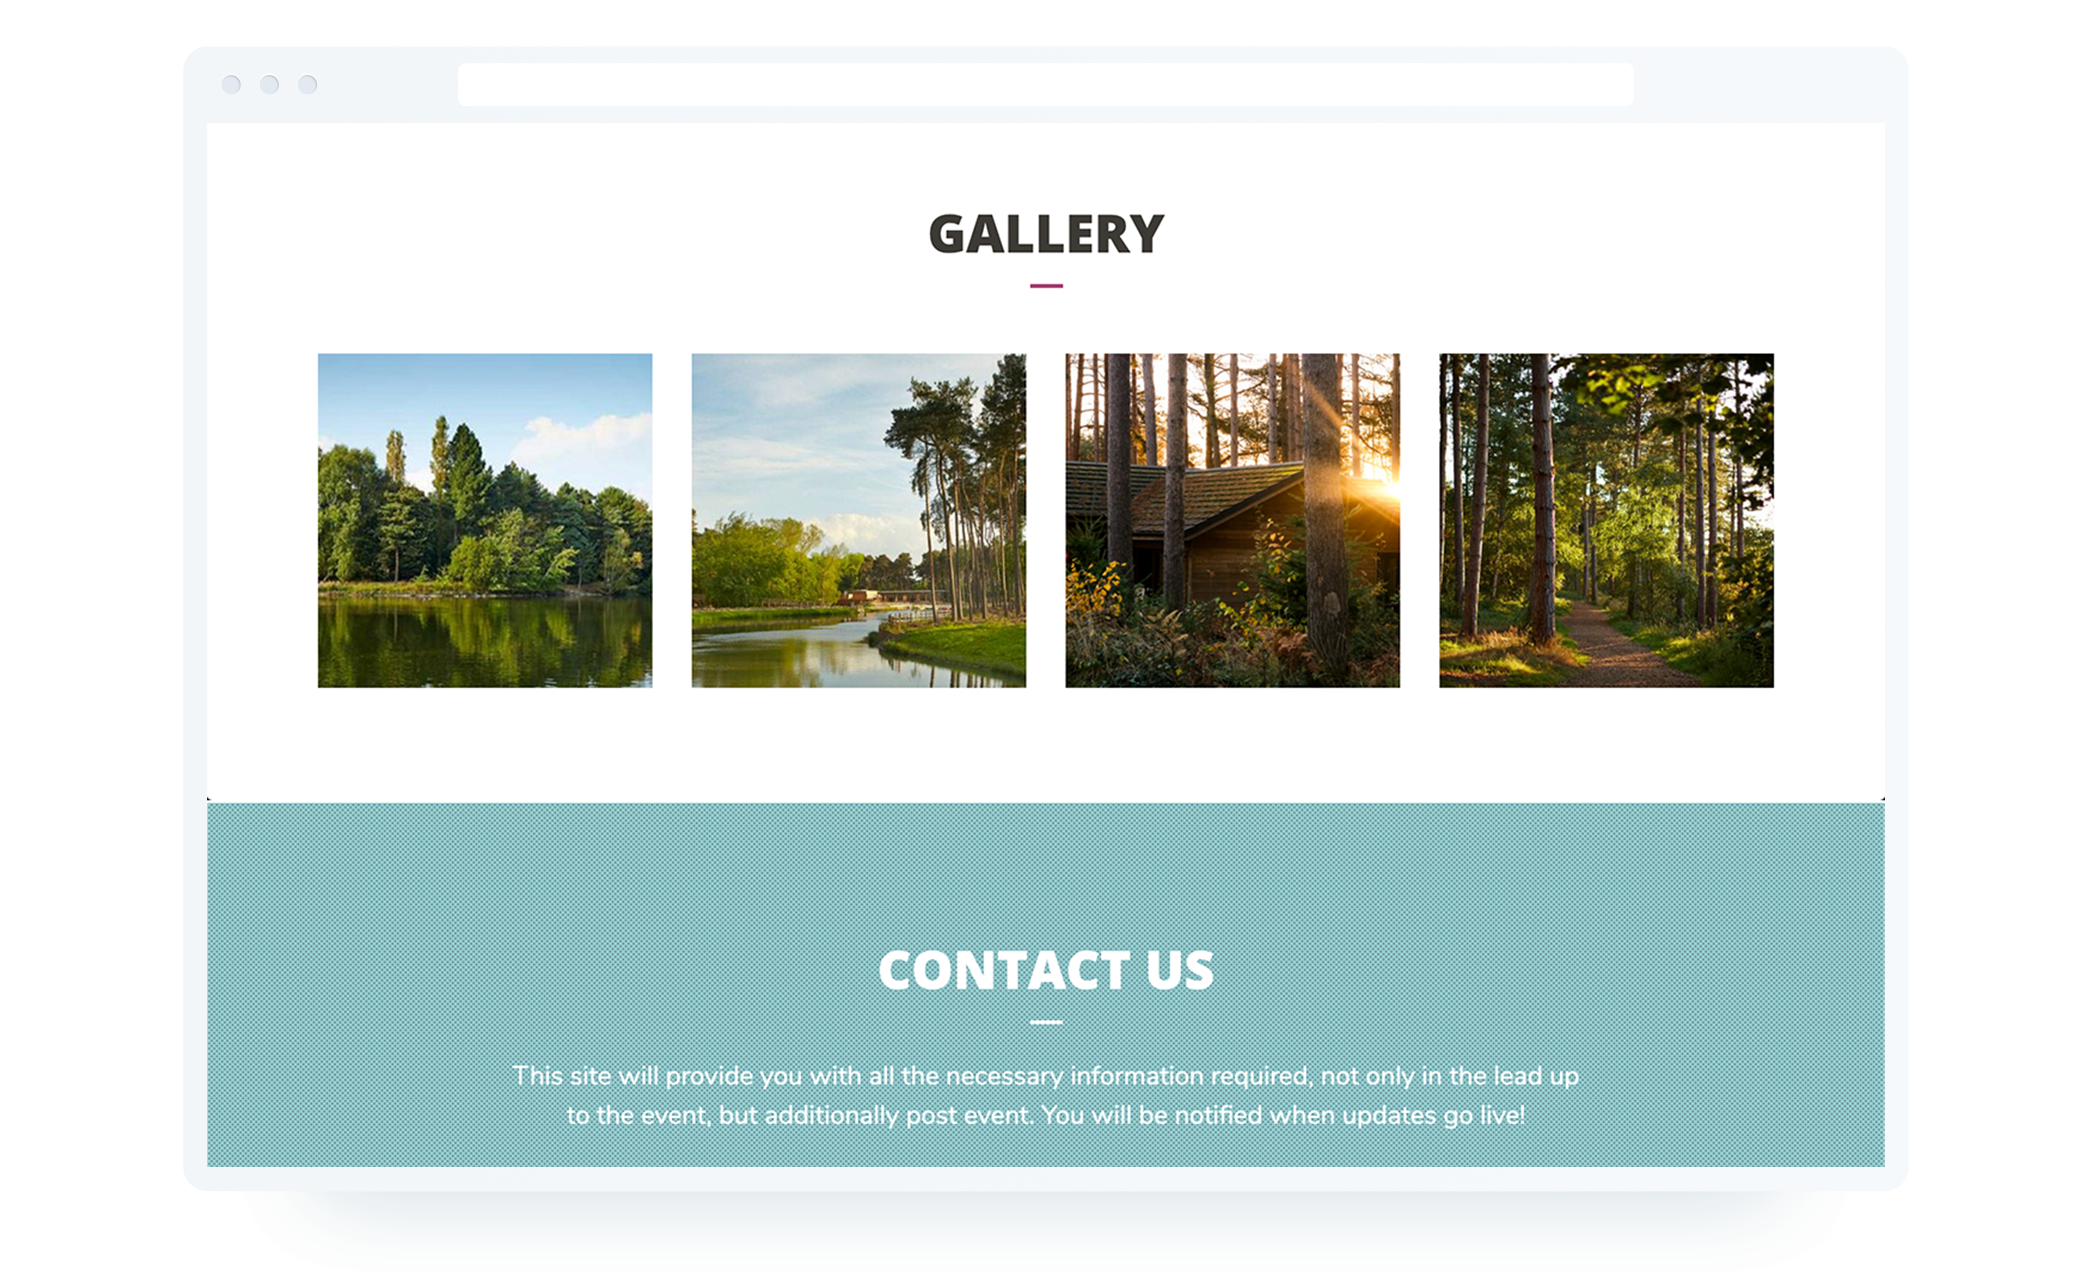 GALLERY
CONTACT US
This site will provide you with all the necessary information required, not only in the lead up
to the event, but additionally post event. You will be notified when updates go live!